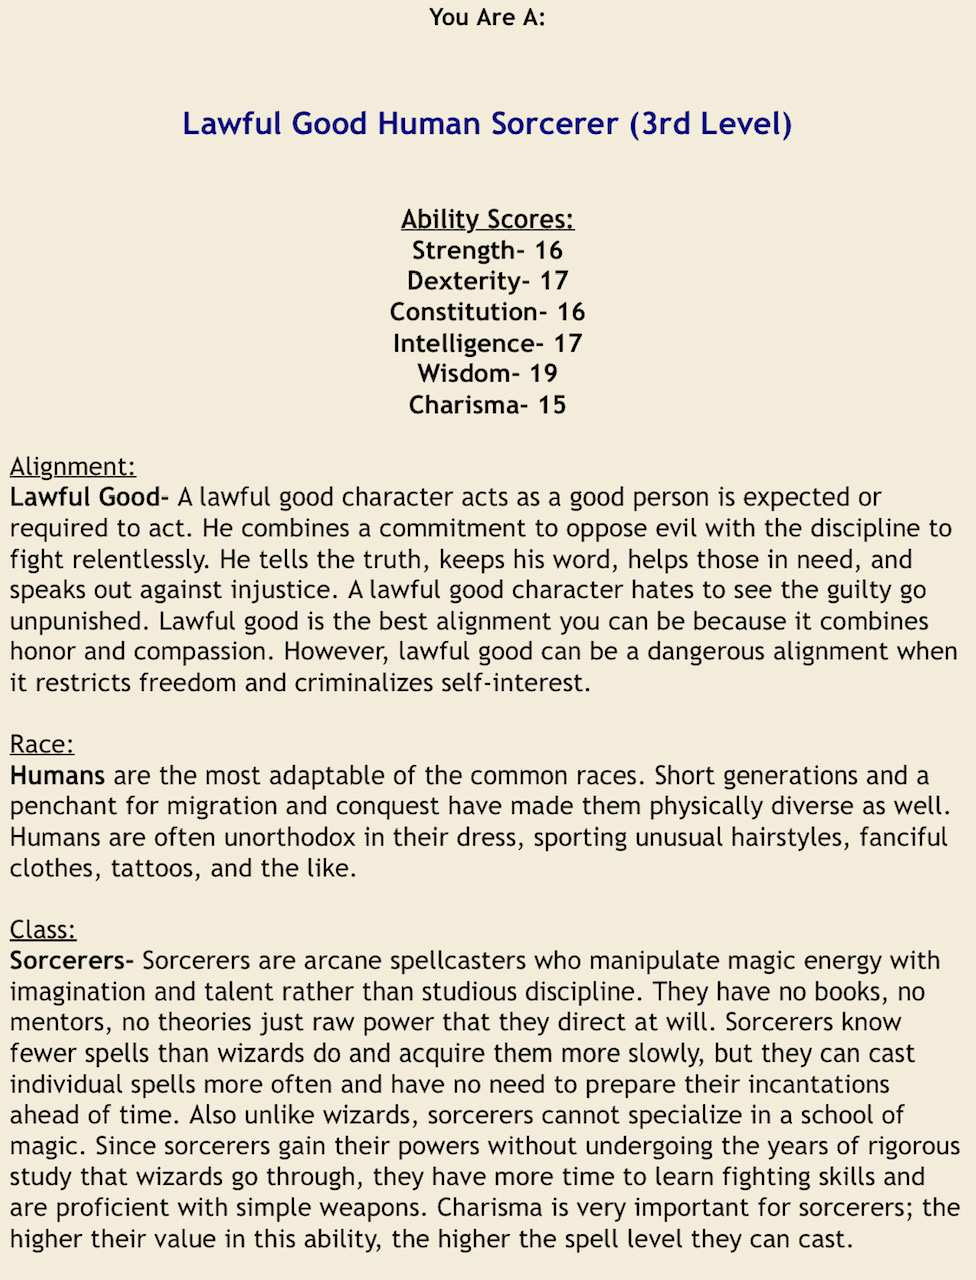 You Are A:
Lawful Good Human Sorcerer (3rd Level)
Ability Scores:
Strength- 16
Dexterity- 17
Constitution- 16
Intelligence- 17
Wisdom- 19
Charisma- 15
Alignment:
Lawful Good- A lawful good character acts as a good person is expected or
required to act. He combines a commitment to oppose evil with the discipline to
fight relentlessly. He tells the truth, keeps his word, helps those in need, and
speaks out against injustice. A lawful good character hates to see the guilty go
unpunished. Lawful good is the best alignment you can be because it combines
honor and compassion. However, lawful good can be a dangerous alignment when
it restricts freedom and criminalizes self-interest.
Race:
Humans are the most adaptable of the common races. Short generations and a
penchant for migration and conquest have made them physically diverse as well.
Humans are often unorthodox in their dress, sporting unusual hairstyles, fanciful
clothes, tattoos, and the like.
Class:
Sorcerers- Sorcerers are arcane spellcasters who manipulate magic energy with
imagination and talent rather than studious discipline. They have no books, no
mentors, no theories just raw power that they direct at will. Sorcerers know
fewer spells than wizards do and acquire them more slowly, but they can cast
individual spells more often and have no need to prepare their incantations
ahead of time. Also unlike wizards, sorcerers cannot specialize in a school of
magic. Since sorcerers gain their powers without undergoing the years of rigorous
study that wizards go through, they have more time to learn fighting skills and
are proficient with simple weapons. Charisma is very important for sorcerers; the
higher their value in this ability, the higher the spell level they can cast.